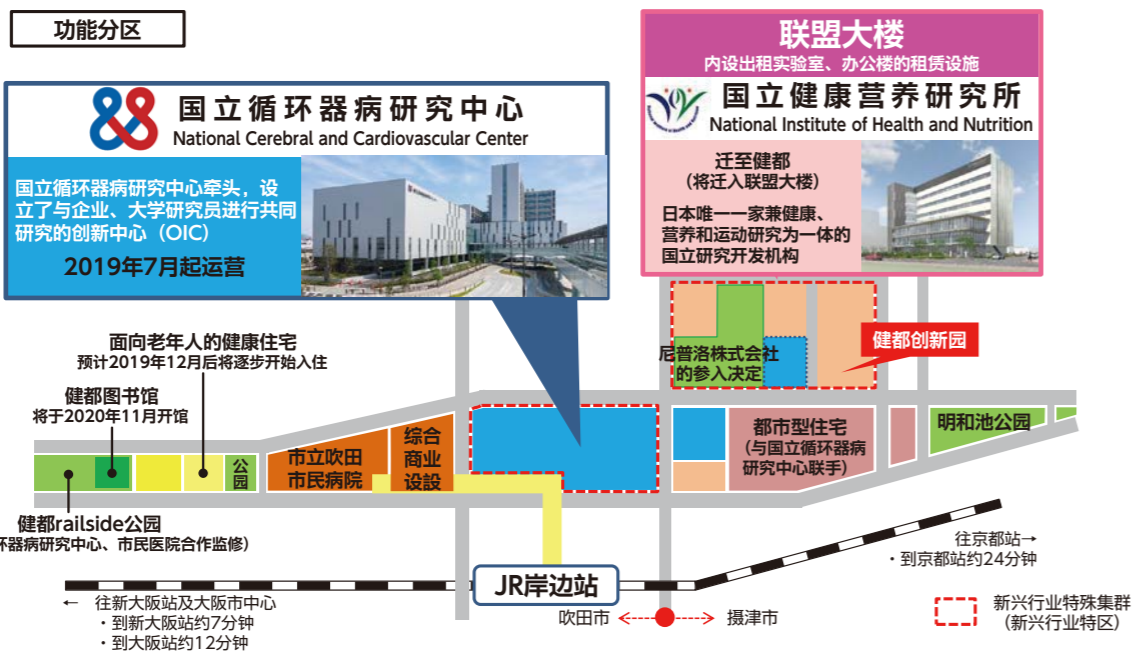 功能分区
联盟大楼
内设出租实验室、办公楼的租赁设施
国立健康营养研究所
National Institute of Health and Nutrition
迁至健都
（将迁入联盟大楼）
日本唯一一家兼健康、
营养和运动研究为一体的
国立研究开发机构
国立循环器病研究中心
National Cerebral and Cardiovascular Center
国立循环器病研究中心牵头，设
立了与企业、大学研究员进行共同
研究的创新中心（OIC）
2019年7月起运营
面向老年人的健康住宅
预计2019年12月后将逐步开始入住
健都图书馆
将于2020年11月开馆
尼普洛株式会社
的参入决定
健都创新园
公园
市立吹田
市民病院
综合
商业
设設
都市型住宅
（与国立循环器病
研究中心联手）
明和池公园
健都railside公园
环器病研究中心、市民医院合作监修）
JR岸边站
往京都站→
・到京都站约24分钟
← 往新大阪站及大阪市中心
・到新大阪站约7分钟
・到大阪站约12分钟
吹田市
摂津市
新兴行业特殊集群
（新兴行业特区）